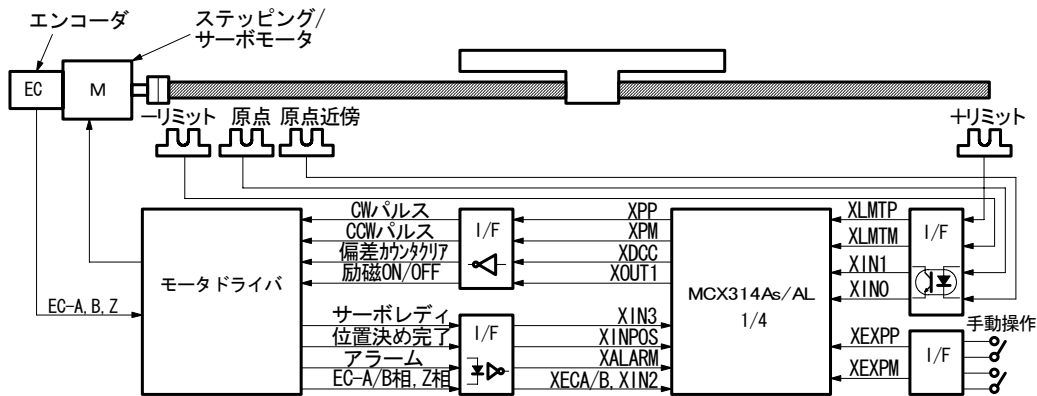 エンコーダ
ステッピング/
サーボモータ
EC
M
−リミット
原点
原点近傍
+リミット
CWパルス
CCWパルス
偏差カウンタクリア
励磁ON/OFF
I/F
XPP
XPM
XDCC
XOUT1
XLMTP
XLMTM
XIN1
XIN0
I/F
モータドライバ
EC-A, B, Z
MCX314As/AL
1/4
サーボレディ
位置決め完了
アラーム
EC-A/B相, Z相
I/F
XIN3
XINPOS
XALARM
XECA/B, XIN2
XEXPP
XEXPM
I/F
手動操作